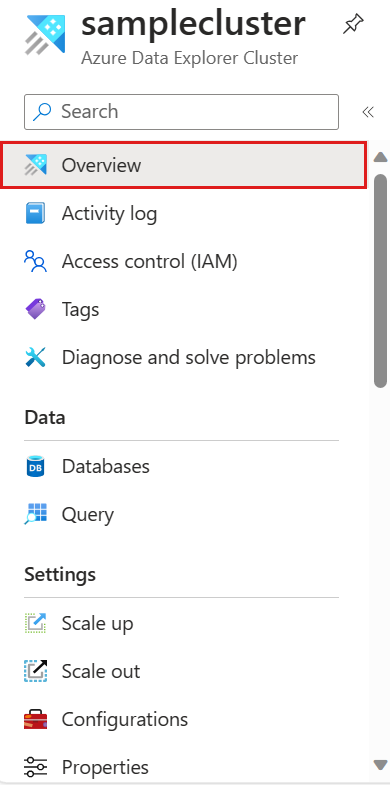 samplecluster
Azure Data Explorer Cluster
Search
Overview
Activity log
Access control (IAM)
Tags
Diagnose and solve problems
Data
DB
Databases
Query
Settings
Scale up
Scale out
Configurations
Properties